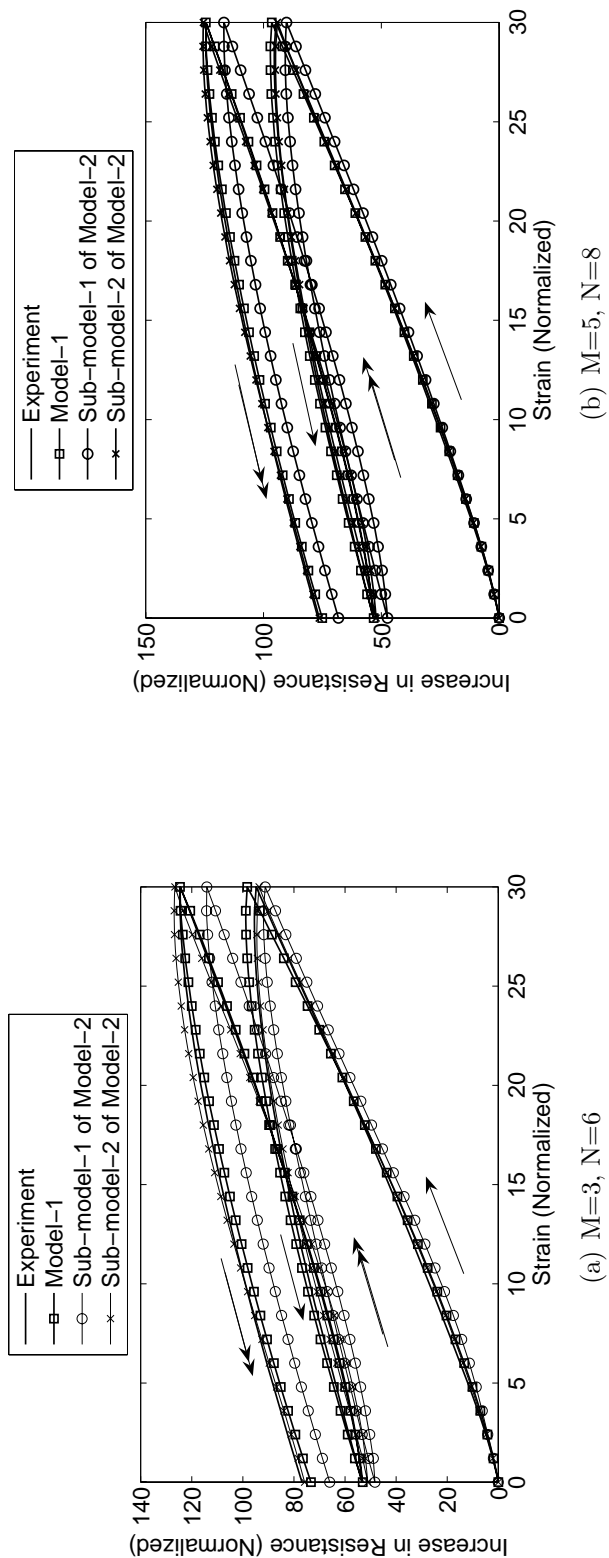 Experiment
Model−1
Sub−model−1 of Model−2
Sub−model−2 of Model−2
Increase in Resistance (Normalized)
140
120
100
80
60
40
20
0
0 5 10 15 20 25 30
Strain (Normalized)
(a) M=3, N=6
Experiment
Model−1
Sub−model−1 of Model−2
Sub−model−2 of Model−2
Increase in Resistance (Normalized)
150
100
50
0
0 5 10 15 20 25 30
Strain (Normalized)
(b) M=5, N=8